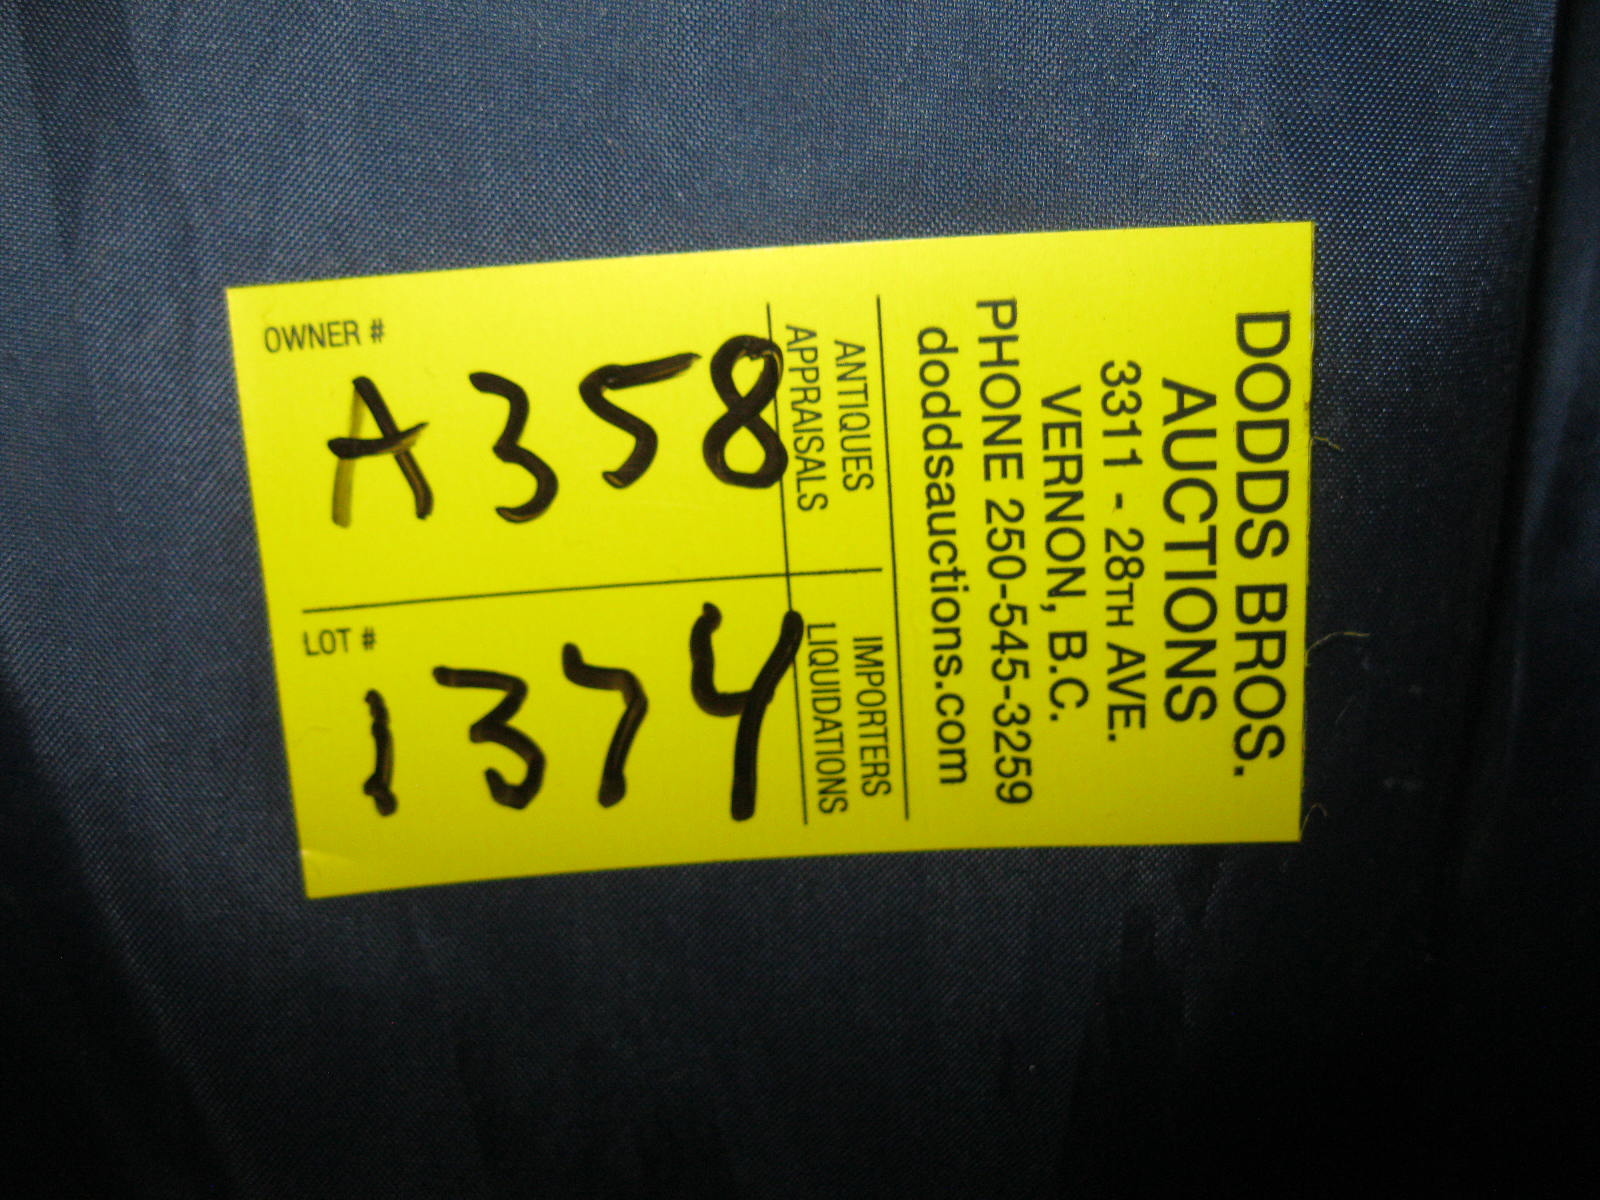 DODDS BROS.
AUCTIONS
3311 - 28TH AVE.
VERNON, B.C.
PHONE 250-545-3259
doddsauctions.com
ANTIQUES
APPRAISALS
IMPORTERS
LIQUIDATIONS
OWNER #
A358
LOT #
1374